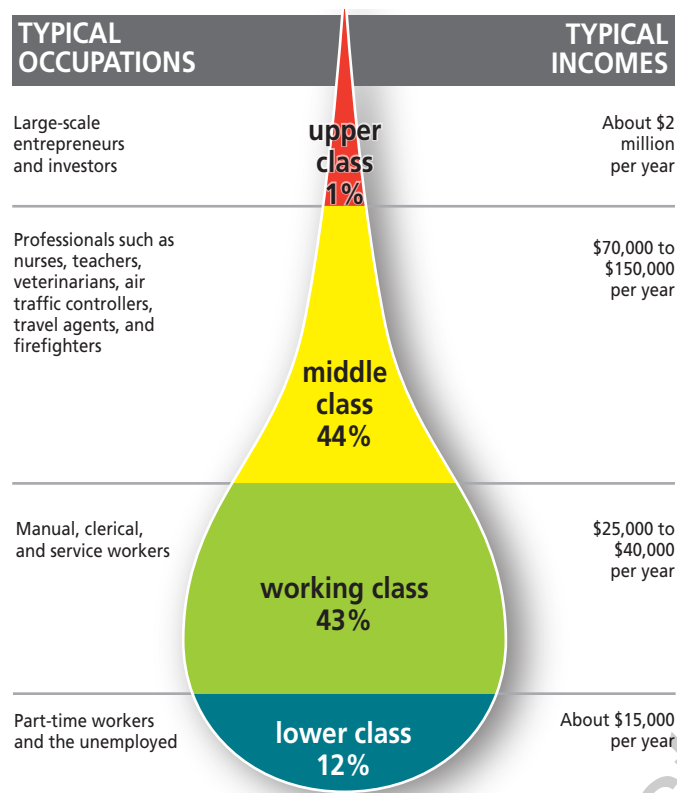 TYPICAL
OCCUPATIONS
TYPICAL
INCOMES
Large-scale
entrepreneurs
and investors
upper
class
1%
About $2
million
per year
Professionals such as
nurses, teachers,
veterinarians, air
traffic controllers,
travel agents, and
firefighters
middle
class
44%
$70,000 to
$150,000
per year
Manual, clerical,
and service workers
working class
43%
$25,000 to
$40,000
per year
Part-time workers
and the unemployed
lower class
12%
About $15,000
per year